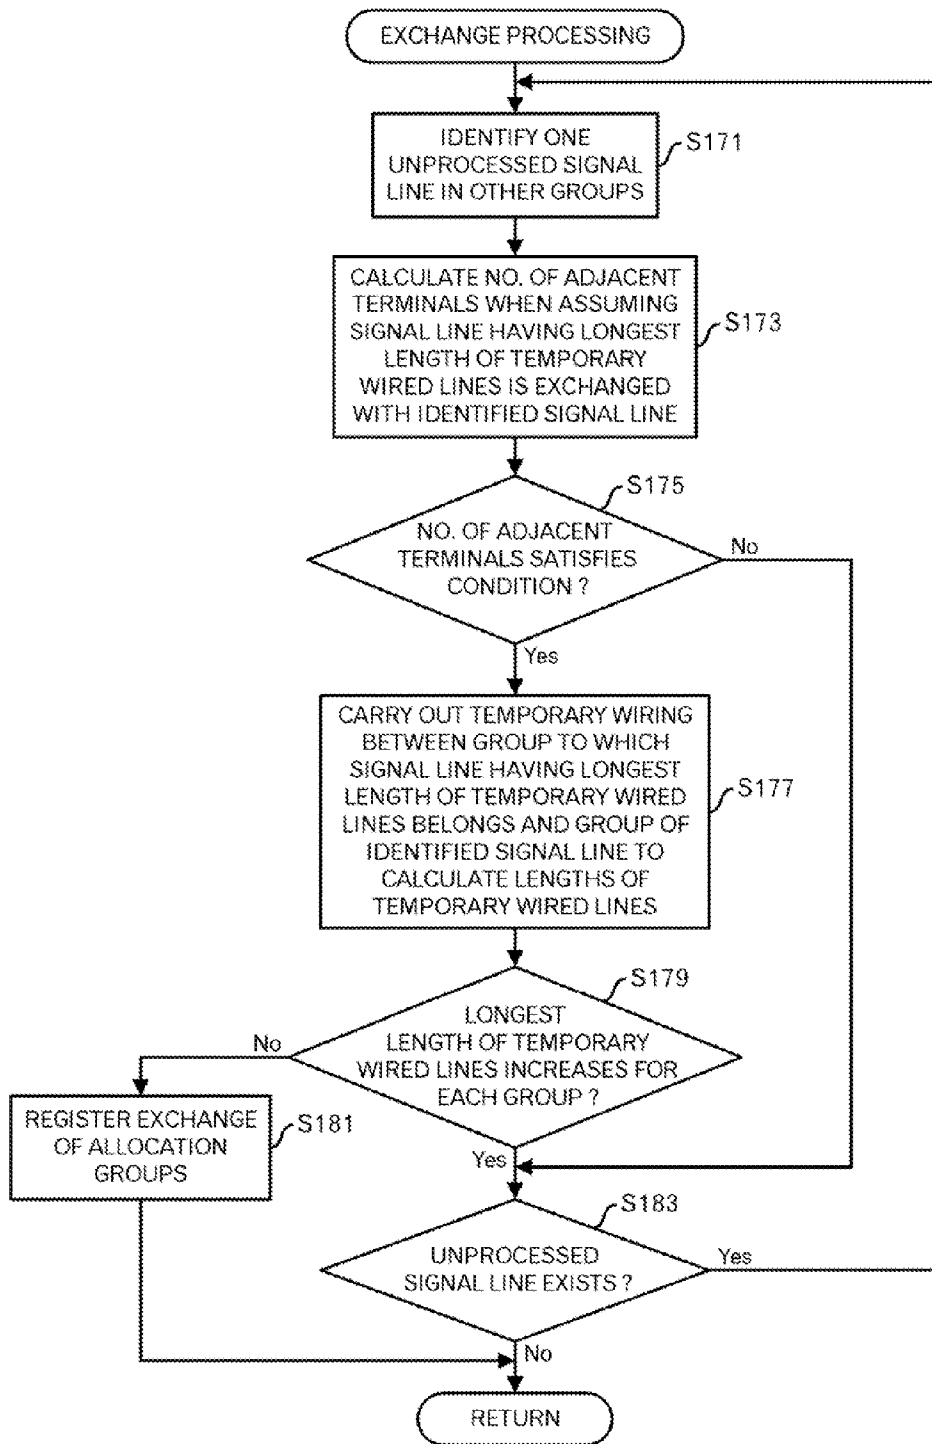 EXCHANGE PROCESSING
IDENTIFY ONE
UNPROCESSED SIGNAL
LINE IN OTHER GROUPS
S171
CALCULATE NO. OF ADJACENT
TERMINALS WHEN ASSUMING
SIGNAL LINE HAVING LONGEST
LENGTH OF TEMPORARY
WIRED LINES IS EXCHANGED
WITH IDENTIFIED SIGNAL LINE
S173
S175
NO. OF ADJACENT
TERMINALS SATISFIES
CONDITION ?
No
Yes
CARRY OUT TEMPORARY WIRING
BETWEEN GROUP TO WHICH
SIGNAL LINE HAVING LONGEST
LENGTH OF TEMPORARY WIRED
LINES BELONGS AND GROUP OF
IDENTIFIED SIGNAL LINE TO
CALCULATE LENGTHS OF
TEMPORARY WIRED LINES
S177
S179
LONGEST
LENGTH OF TEMPORARY
WIRED LINES INCREASES FOR
EACH GROUP ?
No
Yes
REGISTER EXCHANGE
OF ALLOCATION
GROUPS
S181
S183
UNPROCESSED
SIGNAL LINE EXISTS ?
Yes
No
RETURN